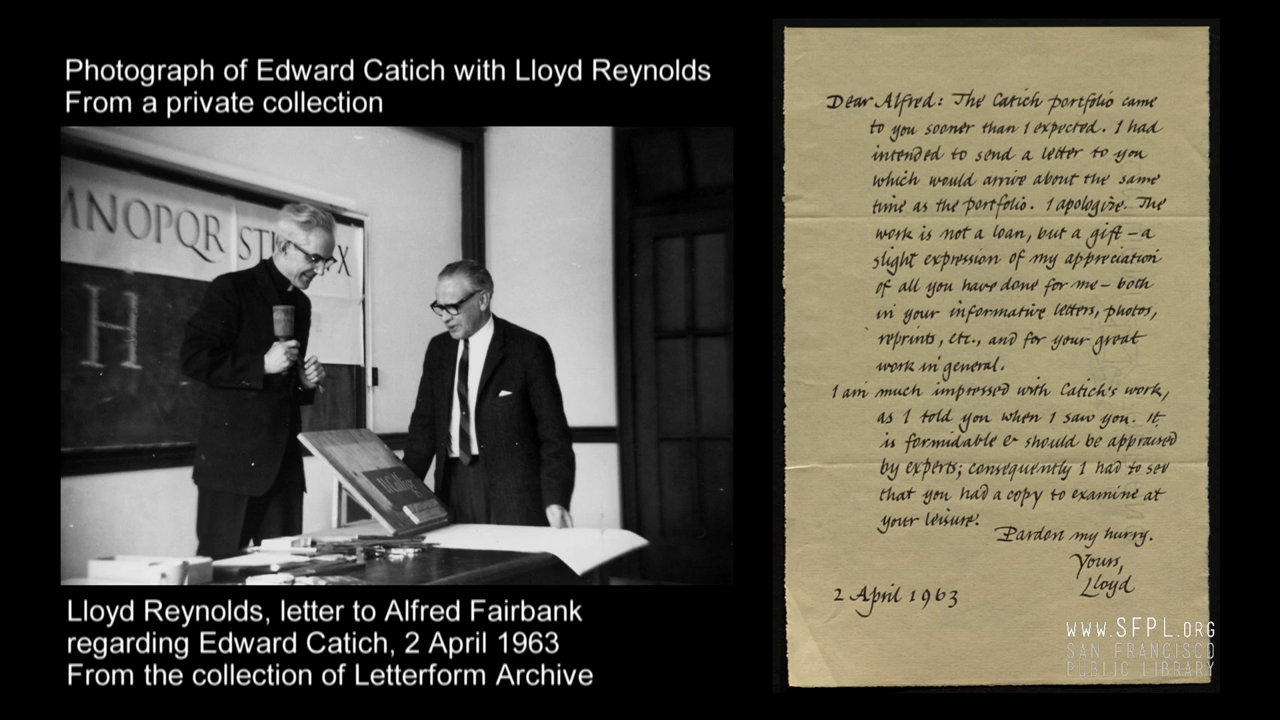 Photograph of Edward Catich with Lloyd Reynolds
From a private collection
MNOPQR ST X
H
Lloyd Reynolds, letter to Alfred Fairbank
regarding Edward Catich, 2 April 1963
From the collection of Letterform Archive
Dear Alfred: The Catich portfolio came
to you sooner than I expected. I had
intended to send a letter to you
which would arrive about the same
time as the portfolio. I apologize. The
work is not a loan, but a gift – a
slight expression of my appreciation
of all you have done for me – both
in your informative letters, photos,
reprints, etc., and for your great
work in general.
I am much impressed with Catich's work,
as I told you when I saw you. It
is formidable & should be appraised
by experts; consequently I had to see
that you had a copy to examine at
your leisure.
Pardon my hurry.
Yours,
Lloyd
2 April 1963
WWW.SFPL.ORG
SAN FRANCISCO
PUBLIC LIBRARY